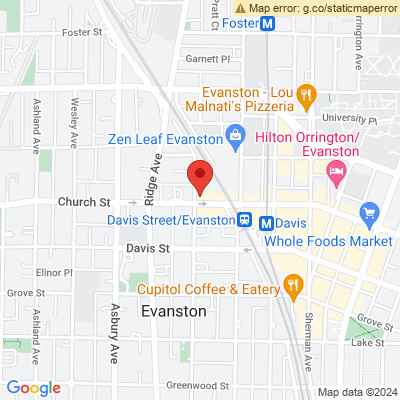 Map error: g.co/staticmaperror
Foster St
Foster
M
Pratt Ct
Orrington Ave
Garnett Pl
Evanston - Lou
Malnati's Pizzeria
University Pl
Ashland Ave
Wesley Ave
Zen Leaf Evanston
Hilton Orrington/
Evanston
Ridge Ave
Church St
Davis Street/Evanston
M
Davis
Whole Foods Market
Davis St
Elinor Pl
Grove St
Cupitol Coffee & Eatery
Evanston
Asbury Ave
Ashland Ave
Sherman Ave
Grove St
Lake St
Greenwood St
Google
Map data ©2024